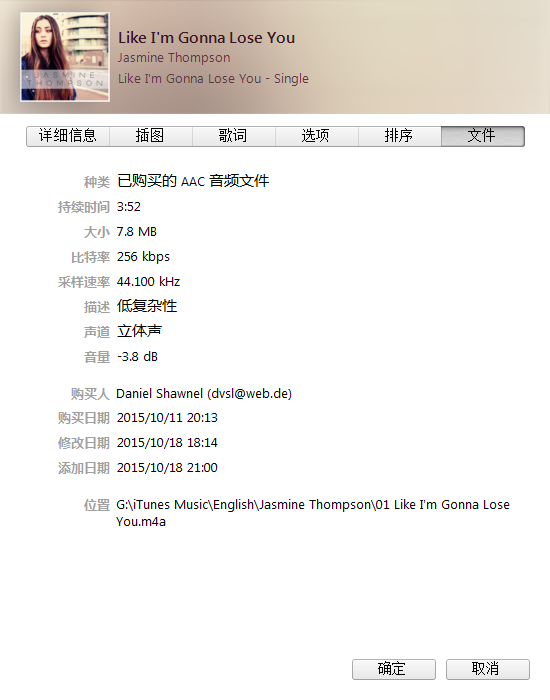 Like I'm Gonna Lose You
Jasmine Thompson
Like I'm Gonna Lose You - Single
JASMINE
THOMPSON
详细信息 插图 歌词 选项 排序 文件
种类 已购买的 AAC 音频文件
持续时间 3:52
大小 7.8 MB
比特率 256 kbps
采样速率 44.100 kHz
描述 低复杂性
声道 立体声
音量 -3.8 dB
购买人 Daniel Shawnel (dvsl@web.de)
购买日期 2015/10/11 20:13
修改日期 2015/10/18 18:14
添加日期 2015/10/18 21:00
位置 G:\iTunes Music\English\Jasmine Thompson\01 Like I'm Gonna Lose
You.m4a
确定 取消